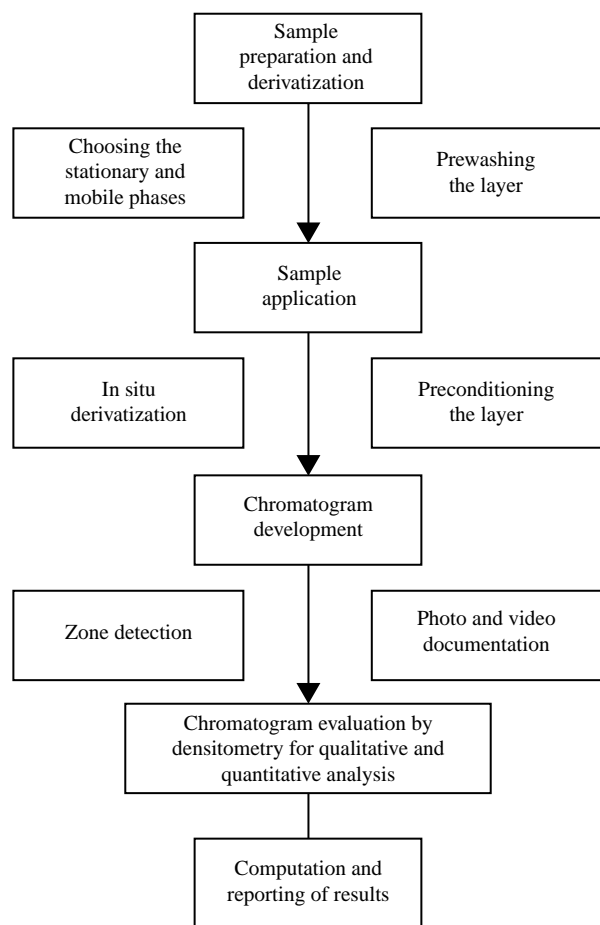 Sample
preparation and
derivatization
Choosing the
stationary and
mobile phases
Prewashing
the layer
Sample
application
In situ
derivatization
Preconditioning
the layer
Chromatogram
development
Zone detection
Photo and video
documentation
Chromatogram evaluation by
densitometry for qualitative and
quantitative analysis
Computation and
reporting of results